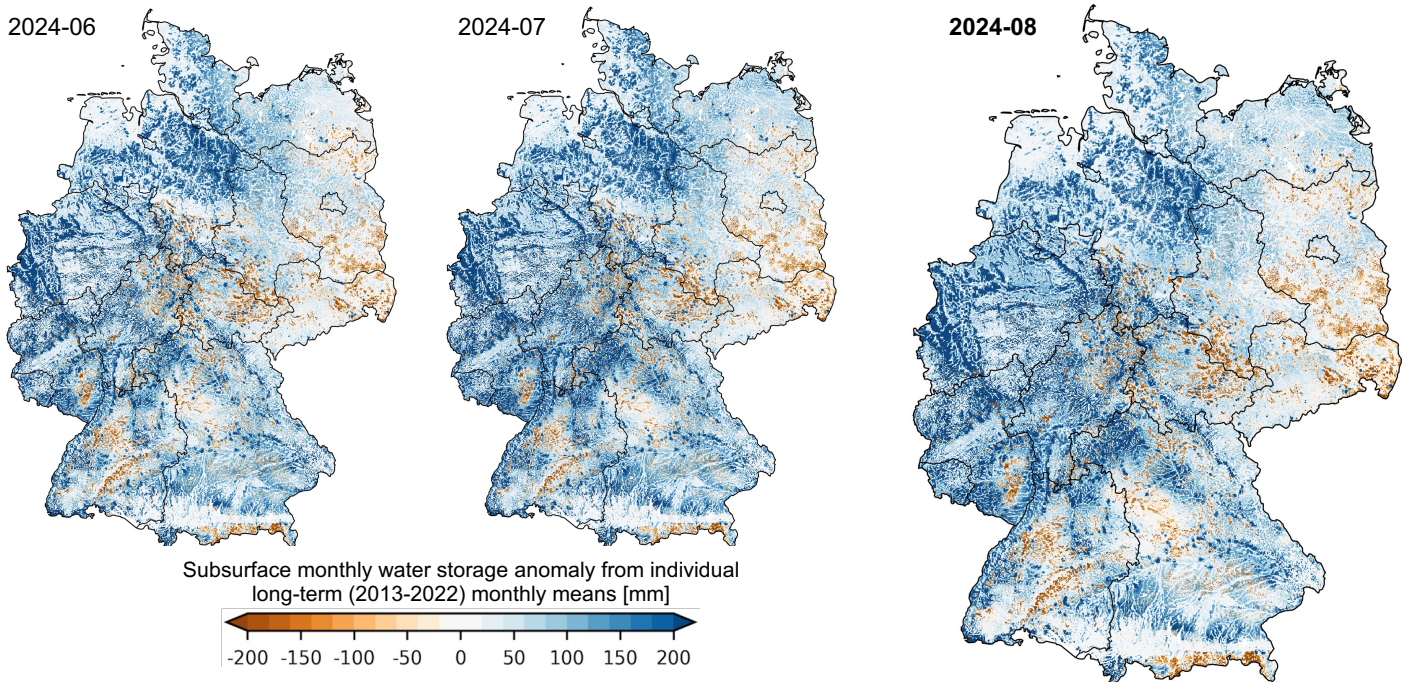 2024-06
2024-07
2024-08
Subsurface monthly water storage anomaly from individual
long-term (2013-2022) monthly means [mm]
-200 -150 -100 -50 0 50 100 150 200